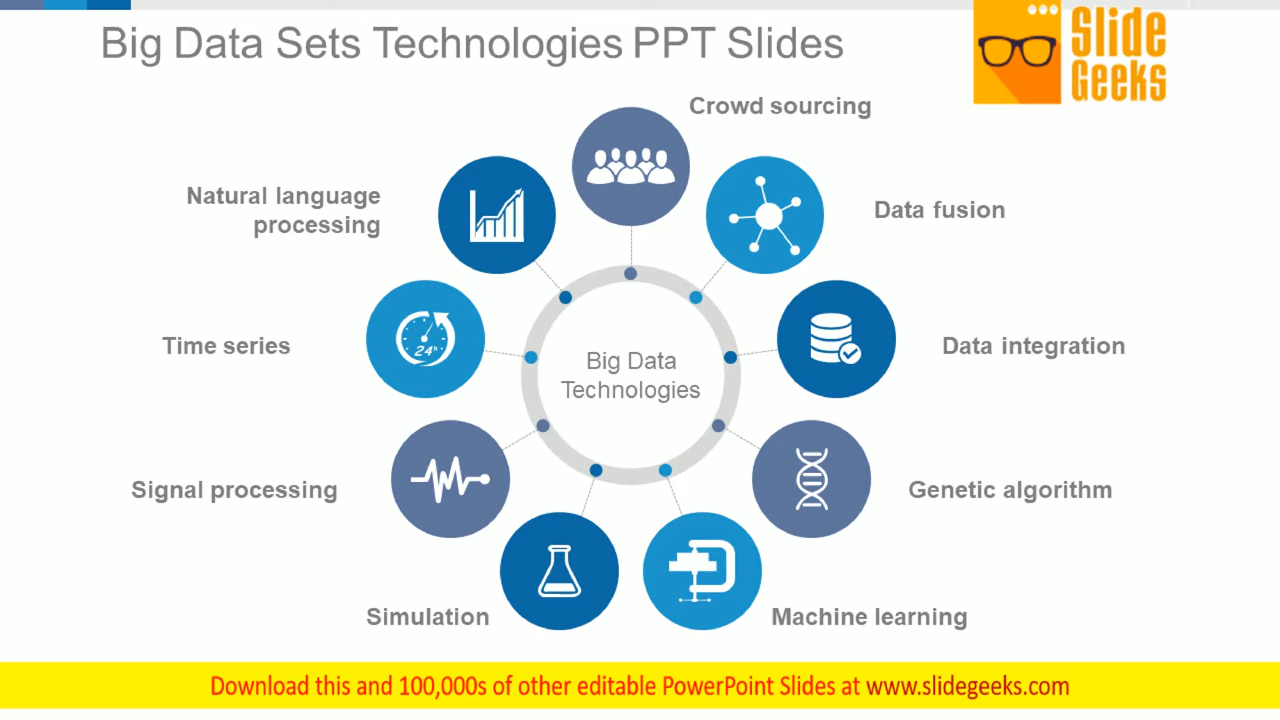 Big Data Sets Technologies PPT Slides
Slide
Geeks
Crowd sourcing
Natural language
processing
Data fusion
Time series
Data integration
Big Data
Technologies
24h
Signal processing
Genetic algorithm
Simulation
Machine learning
Download this and 100,000s of other editable PowerPoint Slides at www.slidegeeks.com